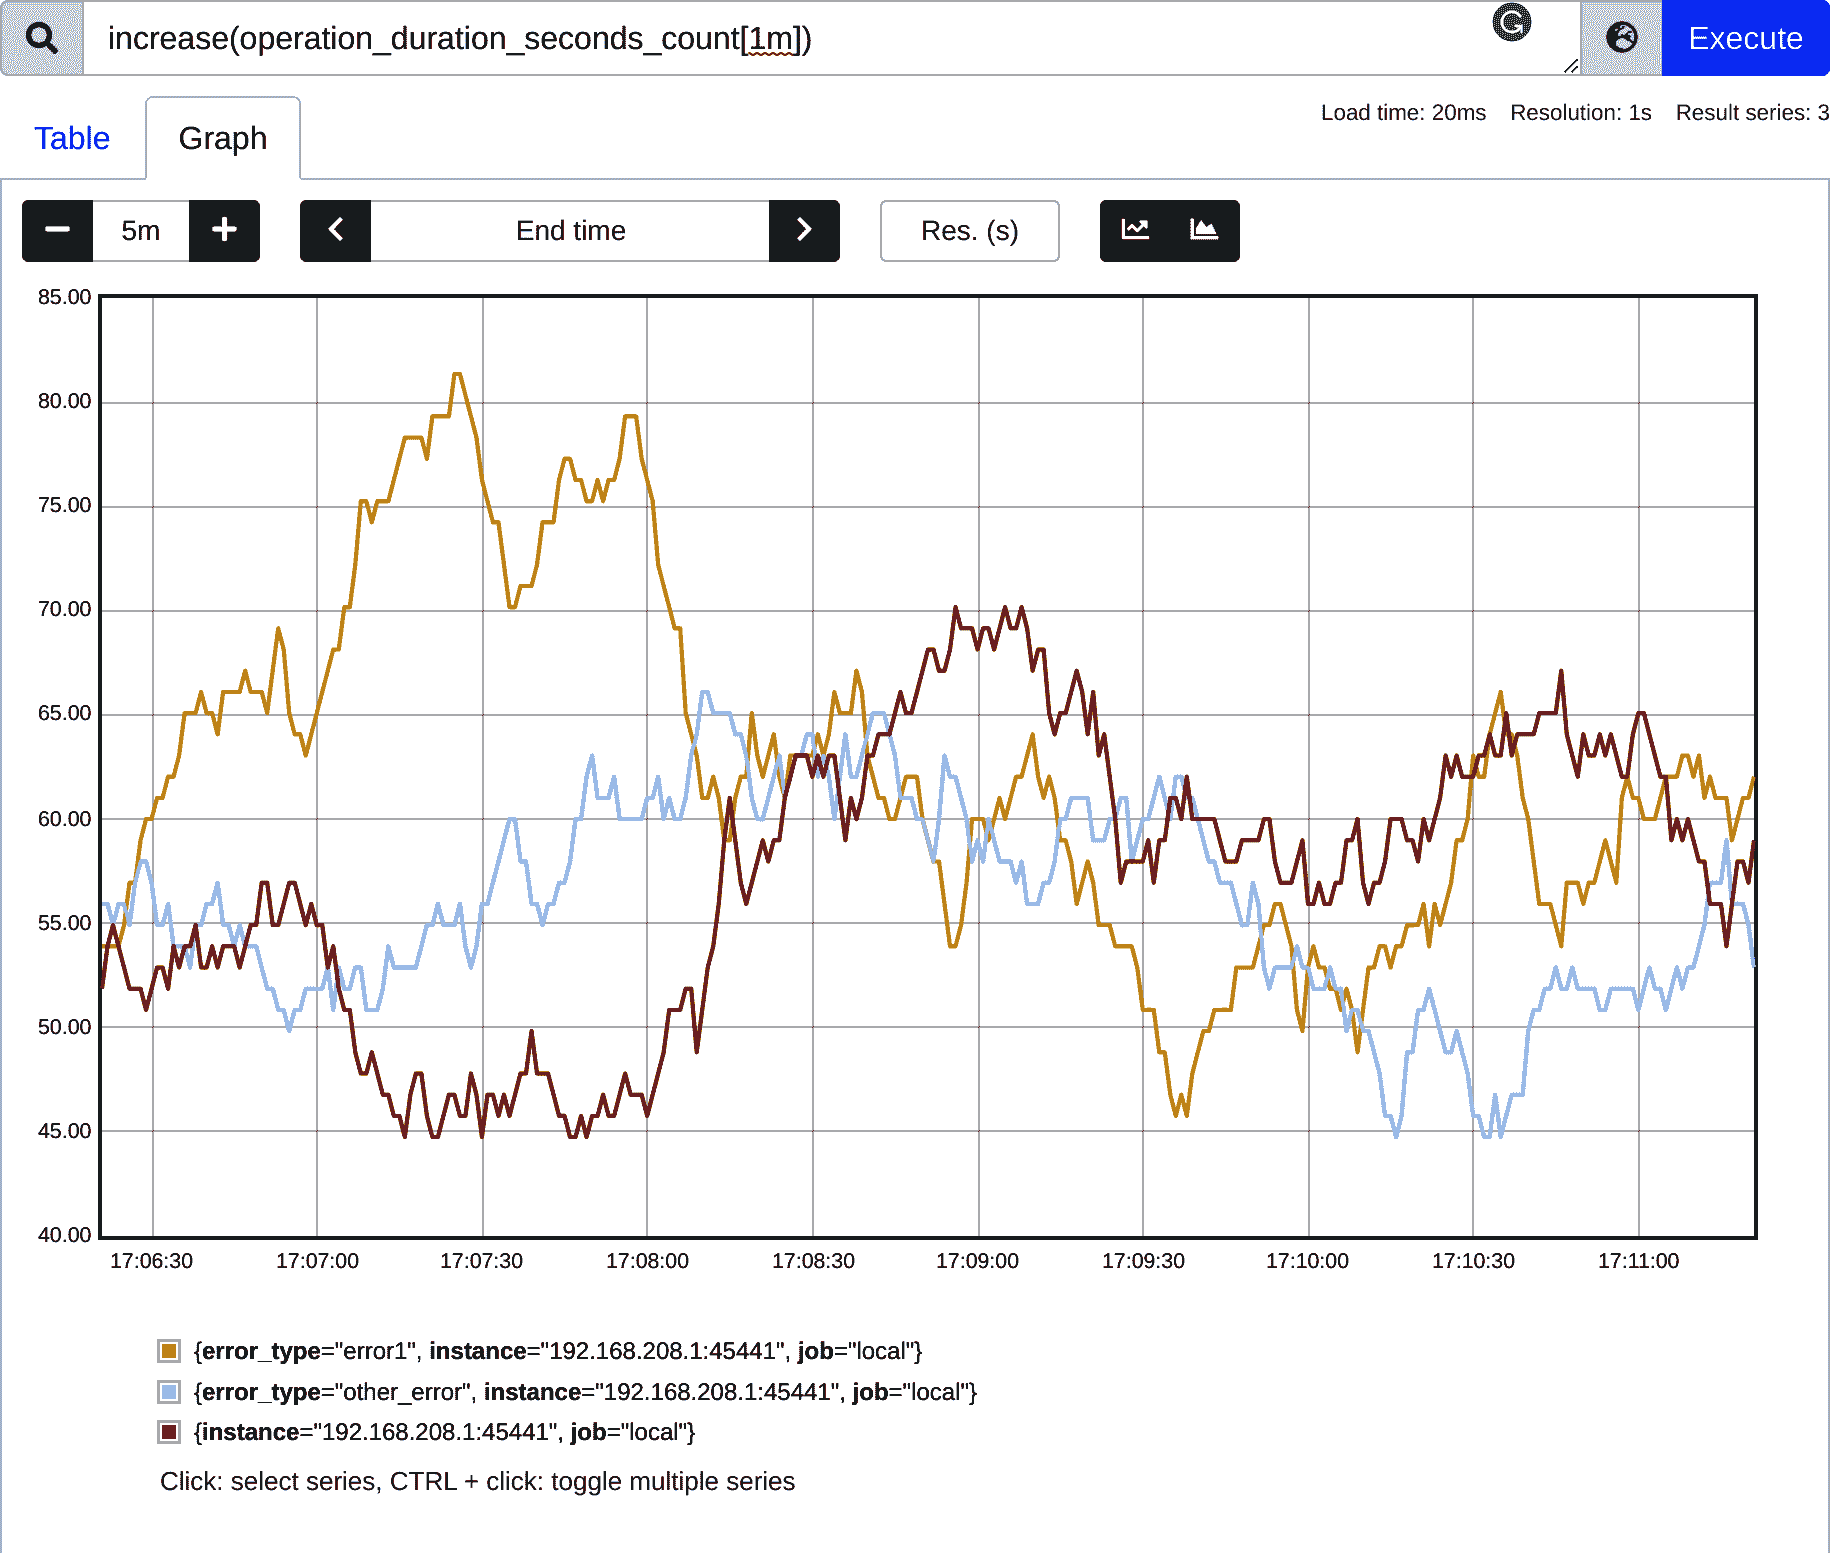 increase(operation_duration_seconds_count[1m])
Execute
Load time: 20ms Resolution: 1s Result series: 3
Table
Graph
5m
End time
Res. (s)
85.00
80.00
75.00
70.00
65.00
60.00
55.00
50.00
45.00
40.00
17:06:30 17:07:00 17:07:30 17:08:00 17:08:30 17:09:00 17:09:30 17:10:00 17:10:30 17:11:00
{error_type="error1", instance="192.168.208.1:45441", job="local"}
{error_type="other_error", instance="192.168.208.1:45441", job="local"}
{instance="192.168.208.1:45441", job="local"}
Click: select series, CTRL + click: toggle multiple series